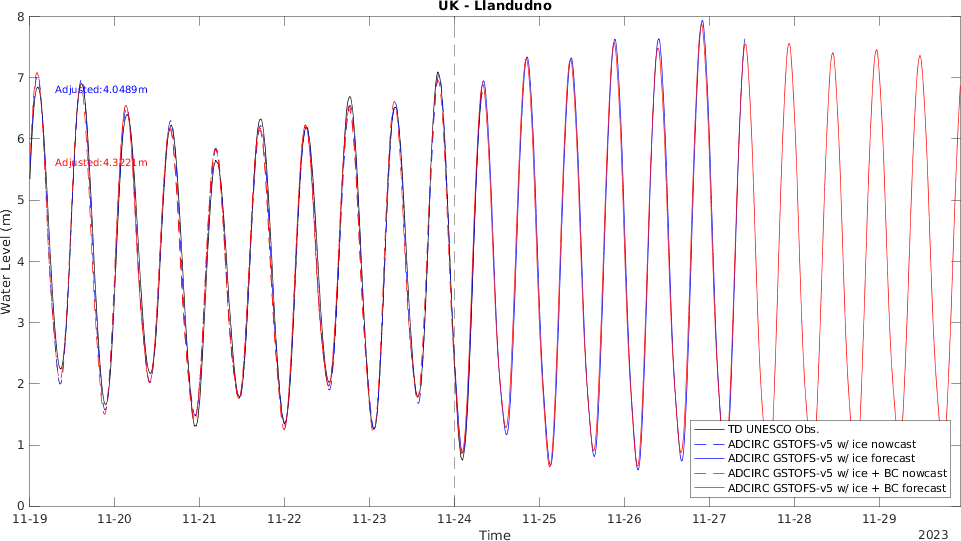 UK - Llandudno
8
7
6
5
4
3
2
1
0
Water Level (m)
Adjusted:4.0489m
Adjusted:4.3221m
TD UNESCO Obs.
ADCIRC GSTOFS-v5 w/ ice nowcast
ADCIRC GSTOFS-v5 w/ ice forecast
ADCIRC GSTOFS-v5 w/ ice + BC nowcast
ADCIRC GSTOFS-v5 w/ ice + BC forecast
11-19 11-20 11-21 11-22 11-23 11-24 11-25 11-26 11-27 11-28 11-29
Time
2023